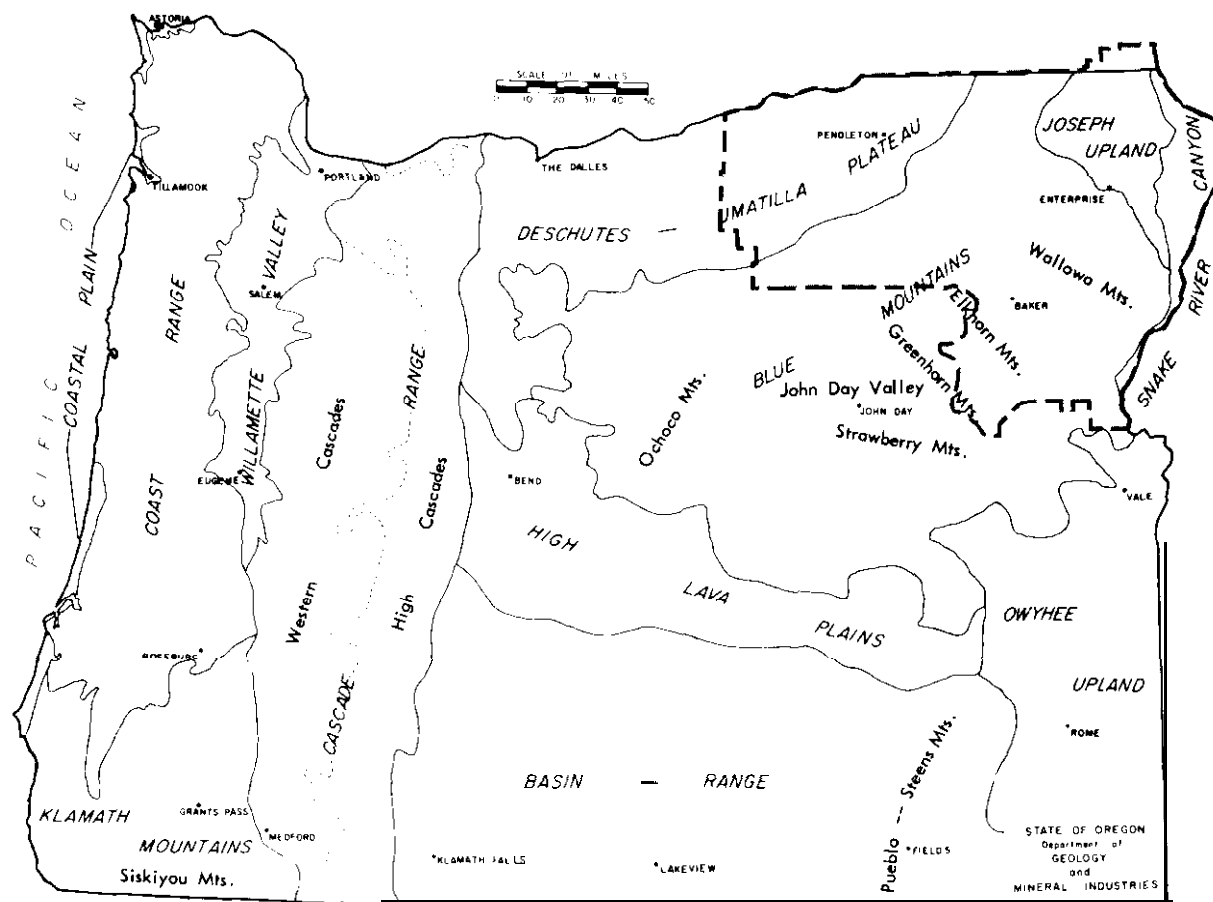 ASTORIA
SCALE OF MILES
0 10 20 30 40 50
PACIFIC OCEAN
COASTAL PLAIN
TILLAMOOK
PORTLAND
THE DALLES
PENDLETON
DESCHUTES — UMATILLA PLATEAU
JOSEPH
UPLAND
ENTERPRISE
SNAKE RIVER CANYON
COAST RANGE
WILLAMETTE VALLEY
SALEM
EUGENE
Western Cascades
High Cascades
CASCADE RANGE
BLUE MOUNTAINS
Wallowa Mts.
Elkhorn Mts.
BAKER
Greenhorn Mts.
Ochoco Mts.
John Day Valley
JOHN DAY
Strawberry Mts.
BEND
VALE
HIGH
LAVA
PLAINS
OWYHEE
UPLAND
ROSEBURG
ROME
BASIN — RANGE
Pueblo --- Steens Mts.
KLAMATH
MOUNTAINS
GRANTS PASS
MEDFORD
Siskiyou Mts.
KLAMATH FALLS
LAKEVIEW
FIELDS
STATE OF OREGON
Department of
GEOLOGY
and
MINERAL INDUSTRIES